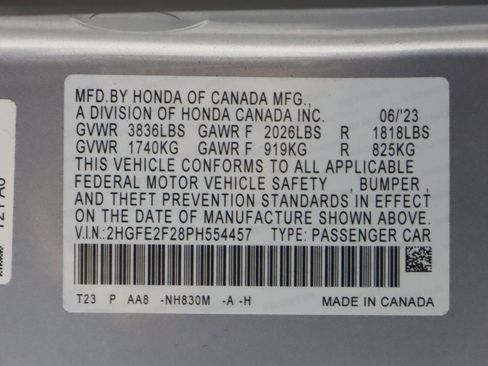 MFD.BY HONDA OF CANADA MFG.,
A DIVISION OF HONDA CANADA INC. 06/'23
GVWR 3836LBS GAWR F 2026LBS R 1818LBS
GVWR 1740KG GAWR F 919KG R 825KG
THIS VEHICLE CONFORMS TO ALL APPLICABLE
FEDERAL MOTOR VEHICLE SAFETY , BUMPER ,
AND THEFT PREVENTION STANDARDS IN EFFECT
ON THE DATE OF MANUFACTURE SHOWN ABOVE.
V.I.N.:2HGFE2F28PH554457 TYPE: PASSENGER CAR
T23 P AA8 -NH830M -A -H MADE IN CANADA